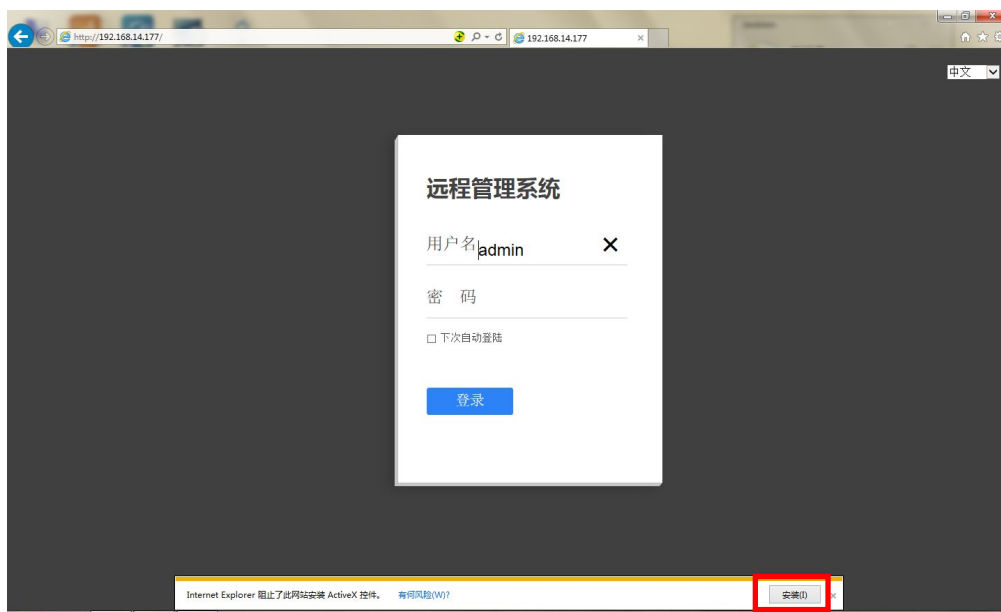 http://192.168.14.177/
192.168.14.177
中文
远程管理系统
用户名 admin
密 码
下次自动登陆
登录
Internet Explorer 阻止了此网站安装 ActiveX 控件。 有何风险(W)? 安装(I)